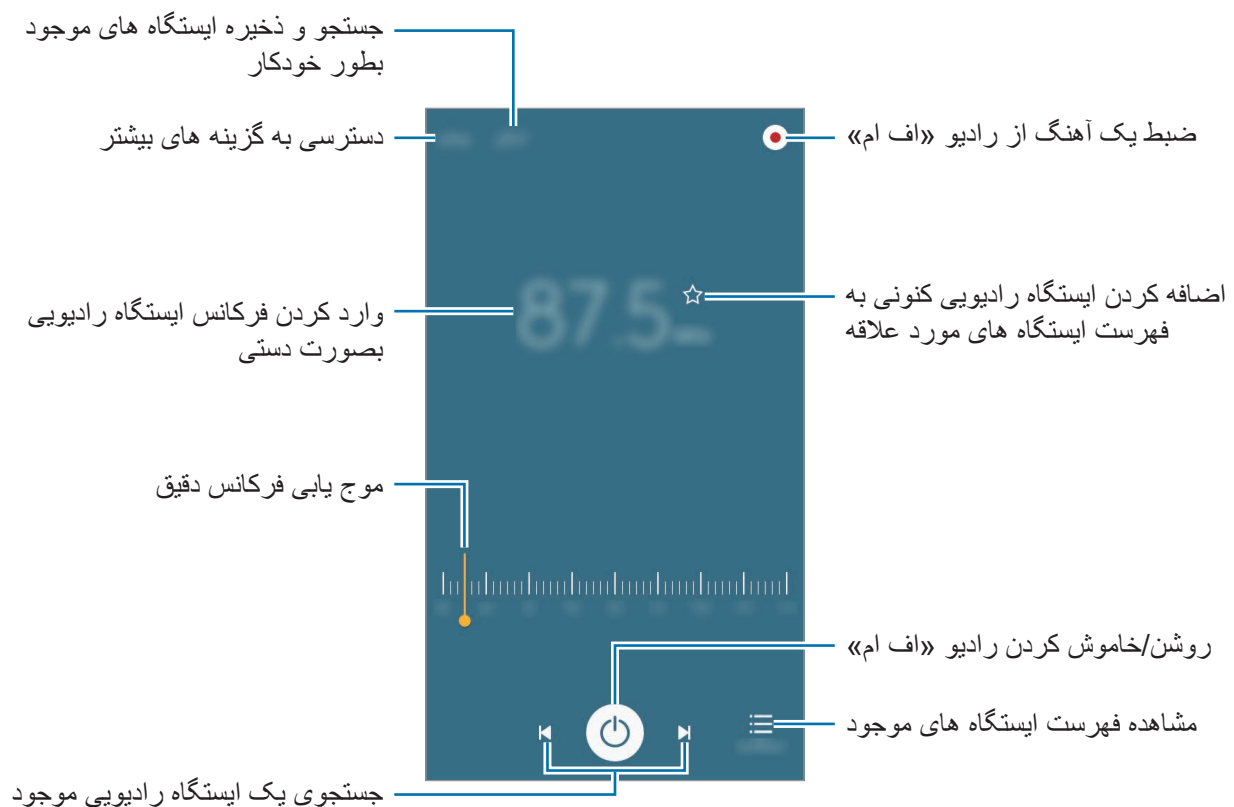 جستجو و ذخیره ایستگاه های موجود
بطور خودکار
دسترسی به گزینه های بیشتر
ضبط یک آهنگ از رادیو «اف ام»
87.5
اضافه کردن ایستگاه رادیویی کنونی به
فهرست ایستگاه های مورد علاقه
وارد کردن فرکانس ایستگاه رادیویی
بصورت دستی
موج یابی فرکانس دقیق
روشن/خاموش کردن رادیو «اف ام»
مشاهده فهرست ایستگاه های موجود
جستجوی یک ایستگاه رادیویی موجود